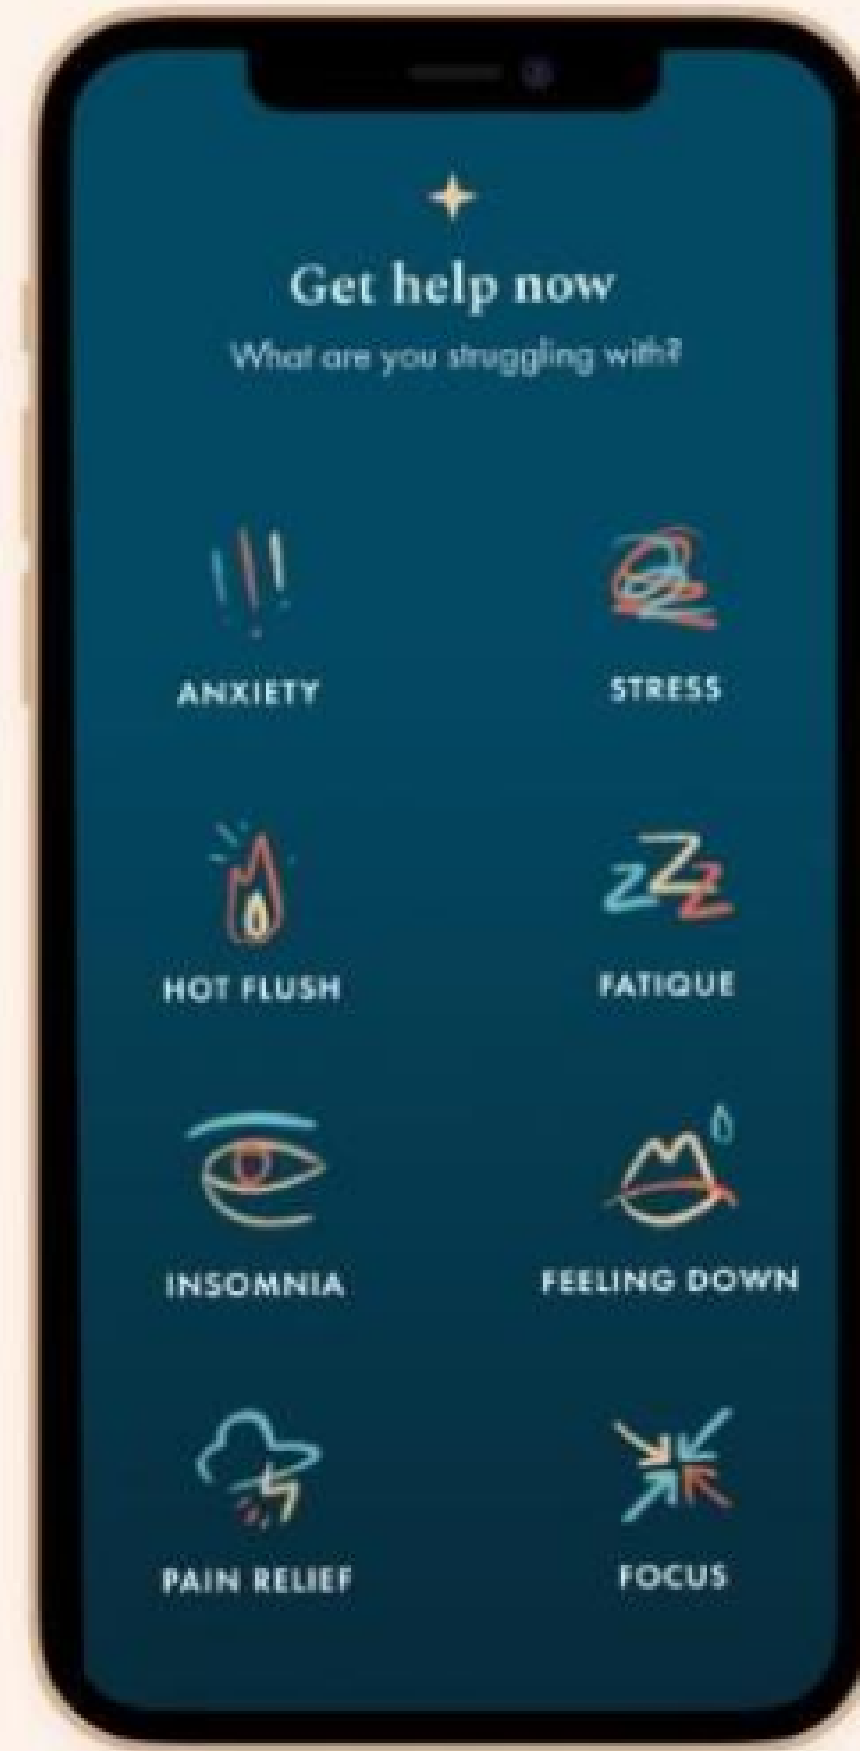 Get help now
What are you struggling with?
ANXIETY
STRESS
HOT FLUSH
FATIQUE
INSOMNIA
FEELING DOWN
PAIN RELIEF
FOCUS